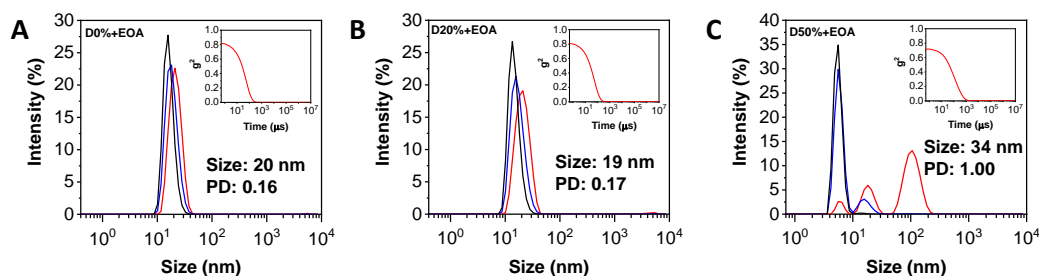 A
D0%+EOA
Intensity (%)
30
25
20
15
10
5
0
10⁰ 10¹ 10² 10³ 10⁴
Size (nm)
g²
1.0
0.8
0.6
0.4
0.2
0.0
10¹ 10³ 10⁵ 10⁷
Time (μs)
Size: 20 nm
PD: 0.16
B
D20%+EOA
Intensity (%)
30
25
20
15
10
5
0
10⁰ 10¹ 10² 10³ 10⁴
Size (nm)
g²
1.0
0.8
0.6
0.4
0.2
0.0
10¹ 10³ 10⁵ 10⁷
Time (μs)
Size: 19 nm
PD: 0.17
C
D50%+EOA
Intensity (%)
40
35
30
25
20
15
10
5
0
10⁰ 10¹ 10² 10³ 10⁴
Size (nm)
g²
1.0
0.8
0.6
0.4
0.2
0.0
10¹ 10³ 10⁵ 10⁷
Time (μs)
Size: 34 nm
PD: 1.00